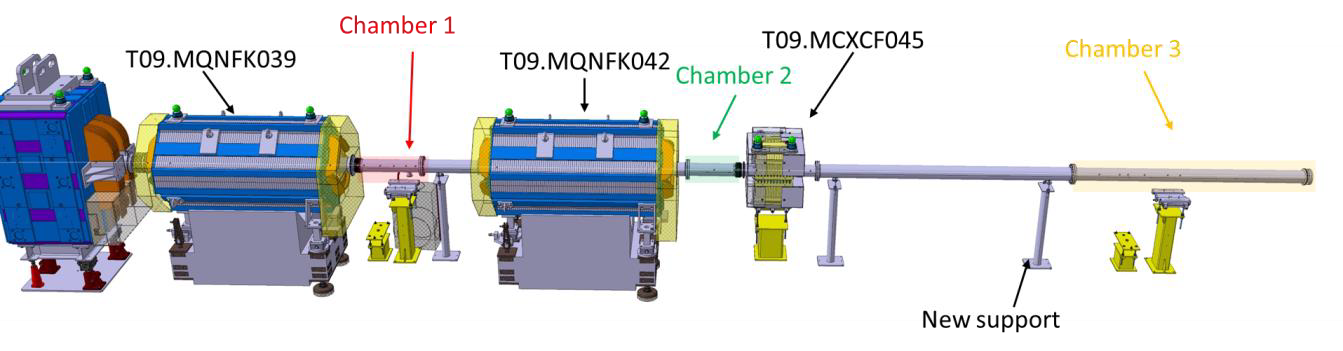 Chamber 1
T09.MQNFK039
T09.MQNFK042
Chamber 2
T09.MCXCF045
Chamber 3
New support